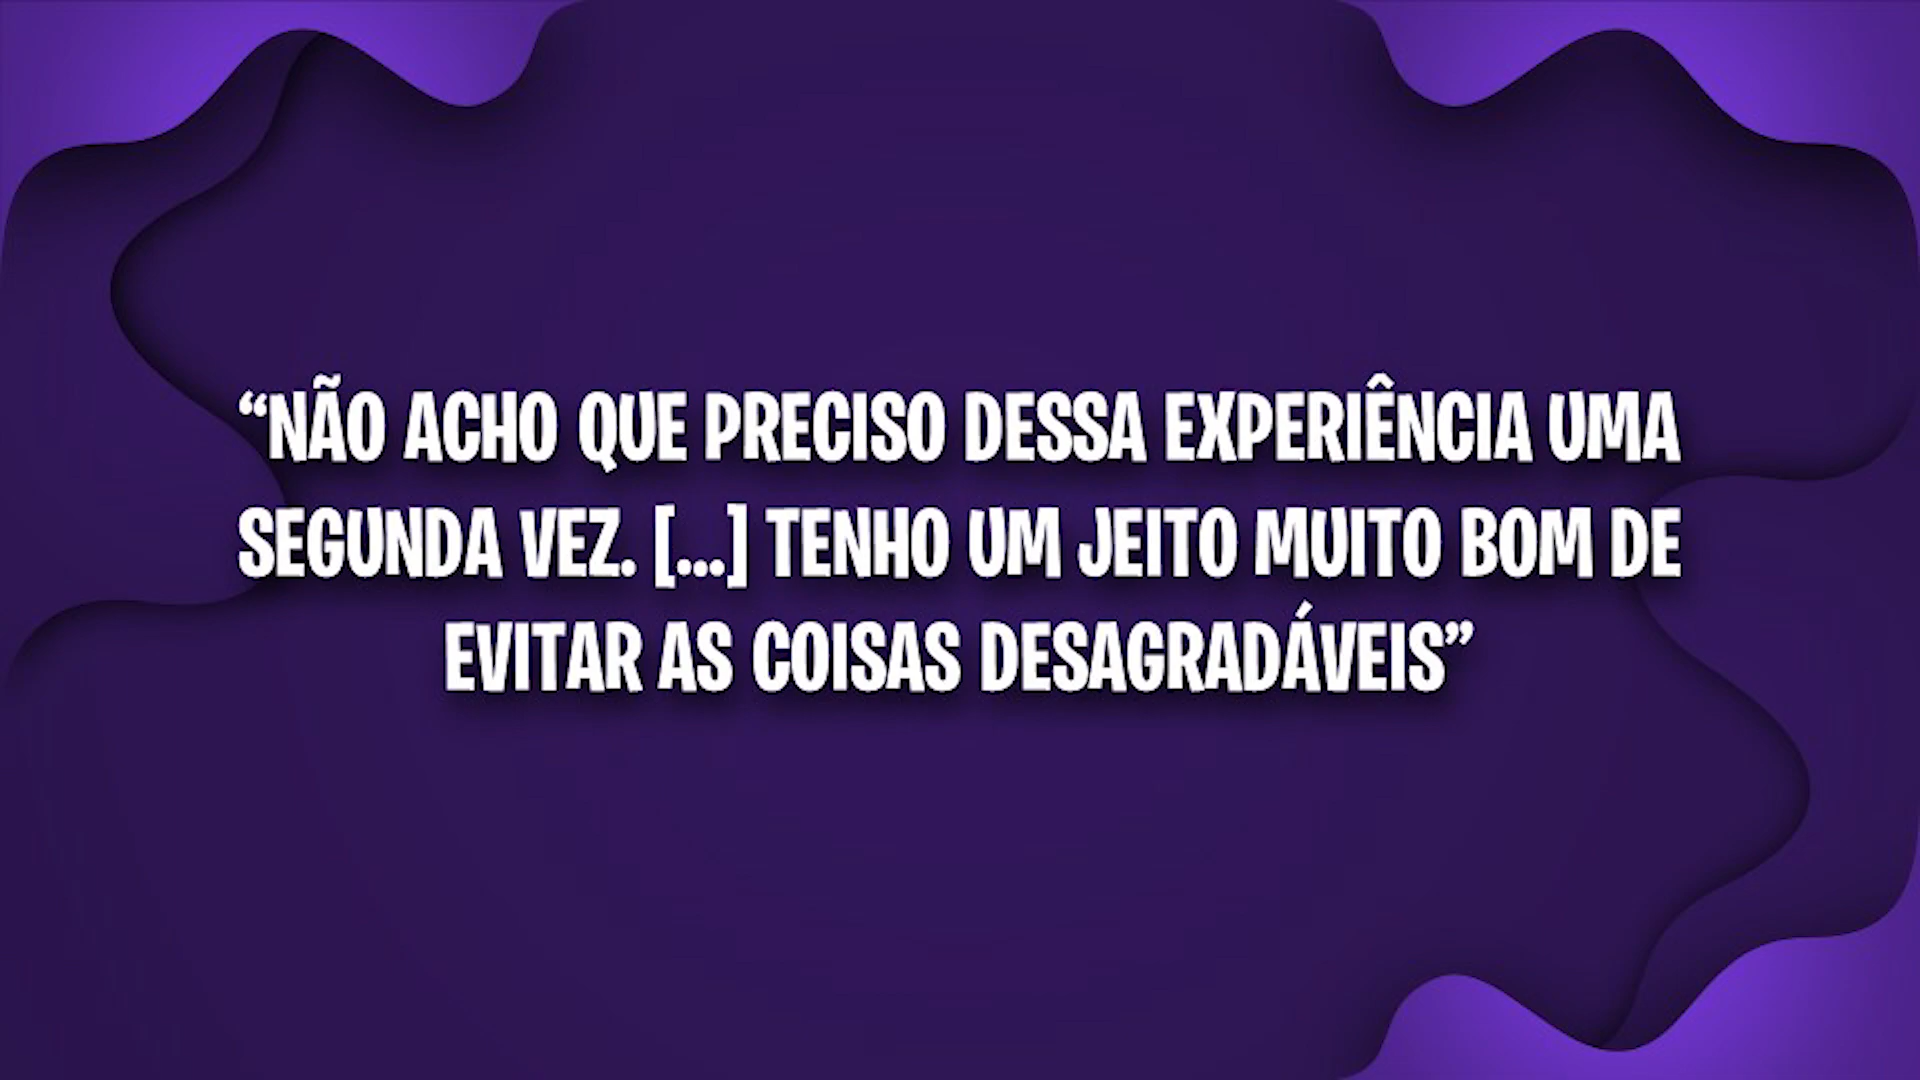 “NÃO ACHO QUE PRECISO DESSA EXPERIÊNCIA UMA
SEGUNDA VEZ. [...] TENHO UM JEITO MUITO BOM DE
EVITAR AS COISAS DESAGRADÁVEIS”